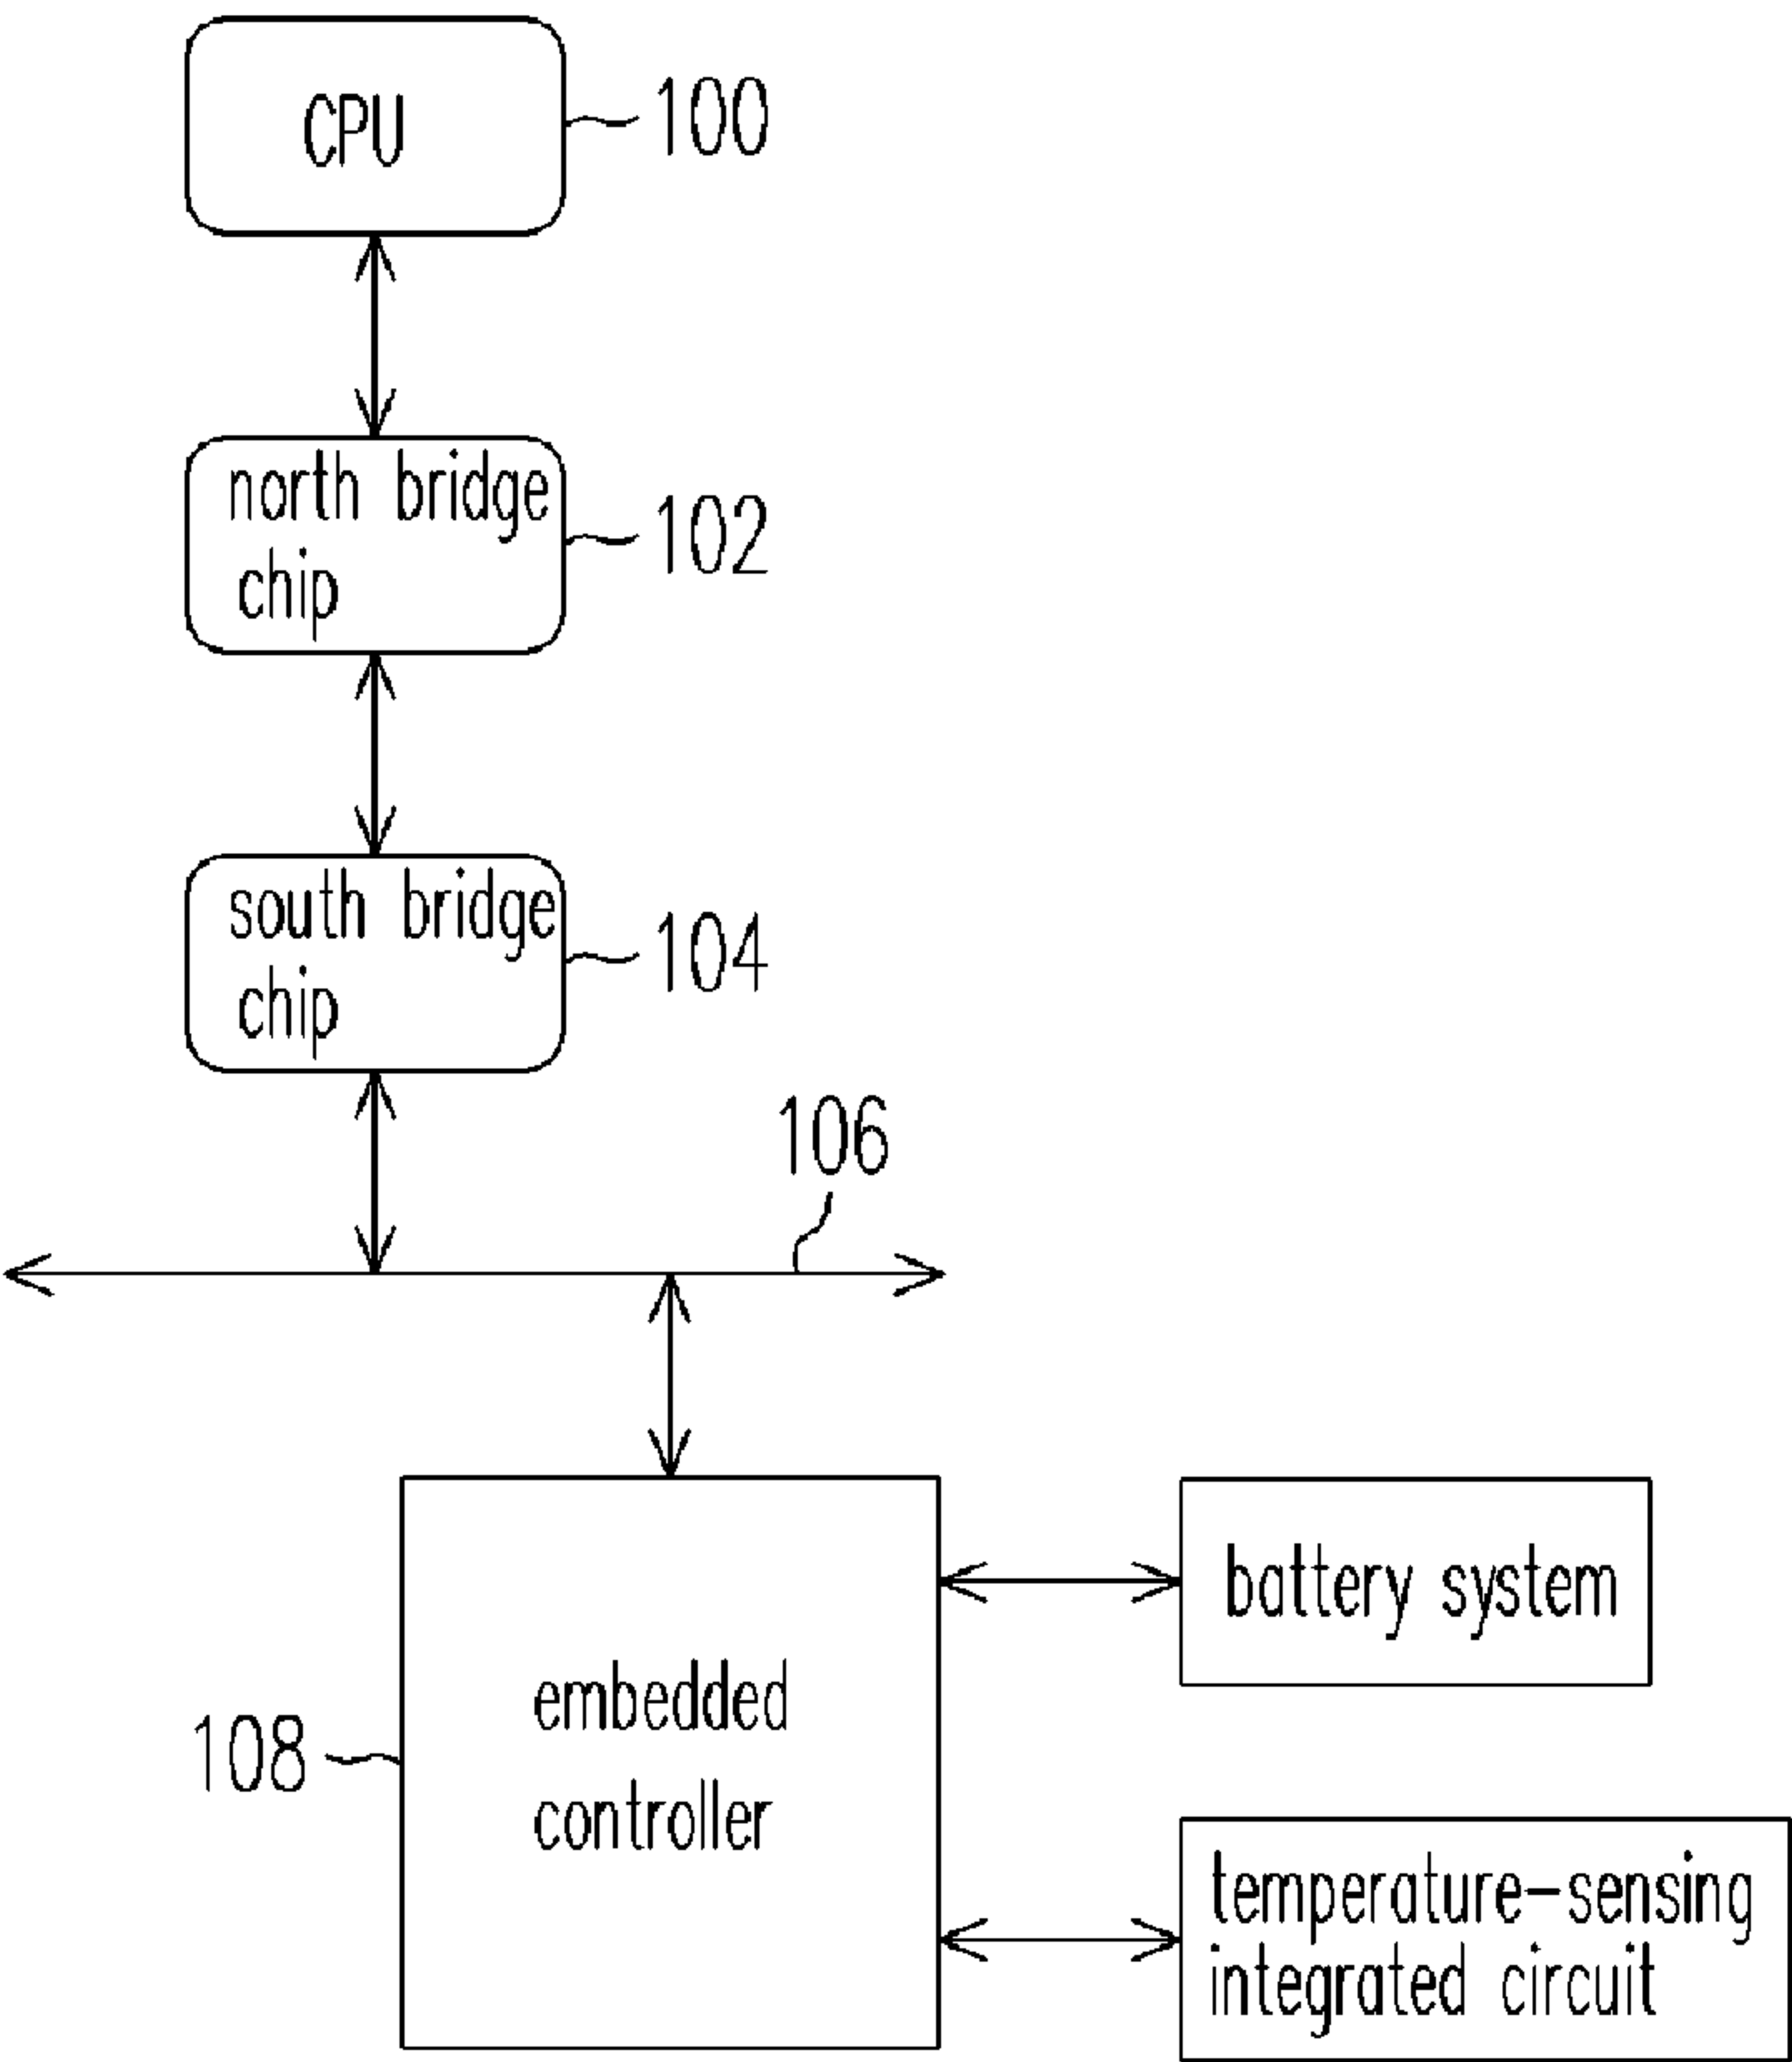 CPU
100
north bridge
chip
102
south bridge
chip
104
106
embedded
controller
108
battery system
temperature-sensing
integrated circuit